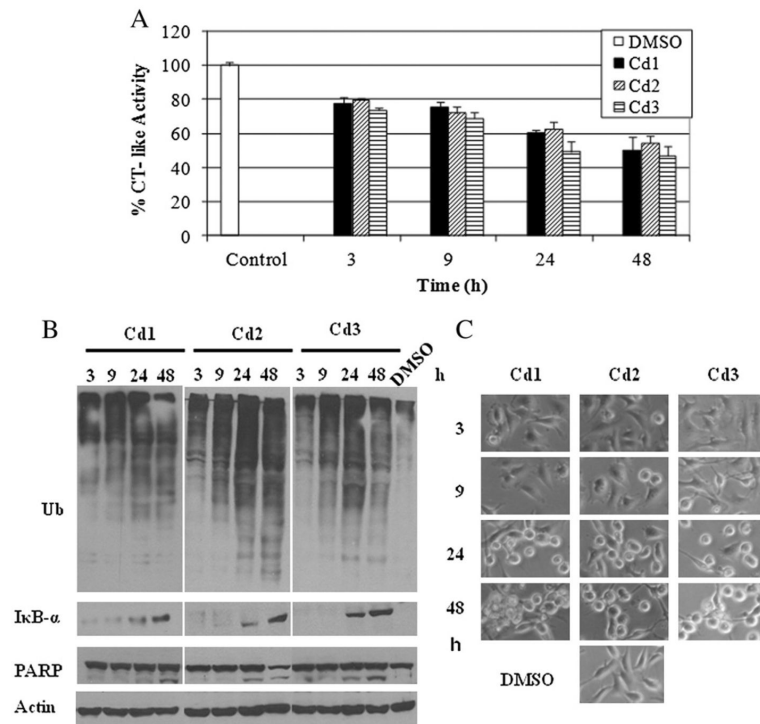 A
120
100
80
60
40
20
0
% CT- like Activity
DMSO
Cd1
Cd2
Cd3
Control 3 9 24 48
Time (h)
B
Cd1 Cd2 Cd3
3 9 24 48 3 9 24 48 3 9 24 48 DMSO
Ub
IκB-α
PARP
Actin
C
h Cd1 Cd2 Cd3
3
9
24
48
h
DMSO